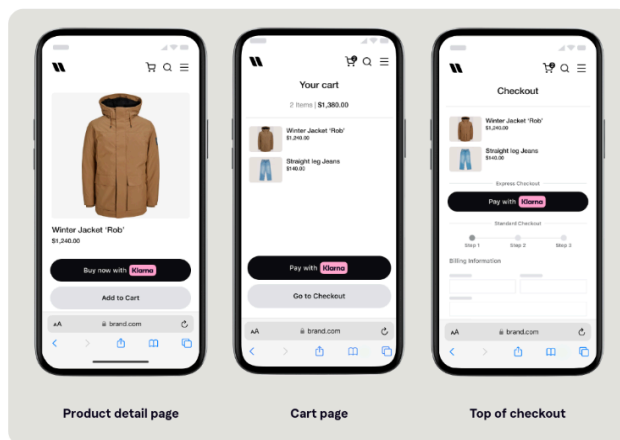 Winter Jacket 'Rob'
$1,240.00
Buy now with Klarna
Add to Cart
AA
brand.com
Product detail page
Your cart
2 Items | $1,380.00
Winter Jacket 'Rob'
$1,240.00
Straight leg Jeans
$140.00
Pay with Klarna
Go to Checkout
AA
brand.com
Cart page
2
Checkout
Winter Jacket 'Rob'
$1,240.00
Straight leg Jeans
$140.00
Express Checkout
Pay with Klarna
Standard Checkout
Step 1
Step 2
Step 3
Billing Information
AA
brand.com
Top of checkout